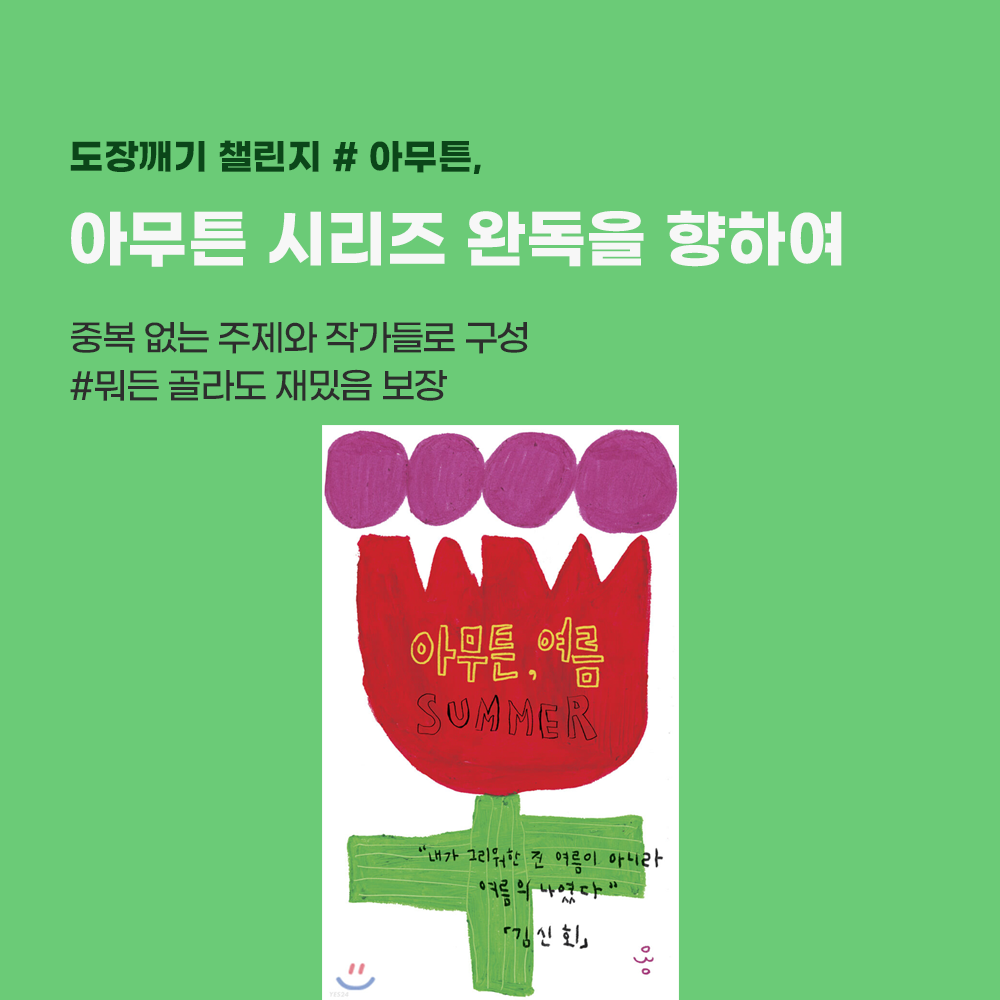 도장깨기 챌린지 # 아무튼,
아무튼 시리즈 완독을 향하여
중복 없는 주제와 작가들로 구성
#뭐든 골라도 재밌음 보장
아무튼, 여름
SUMMER
"내가 그리워한 건 여름이 아니라
여름의 나였다"
「김신회」
030